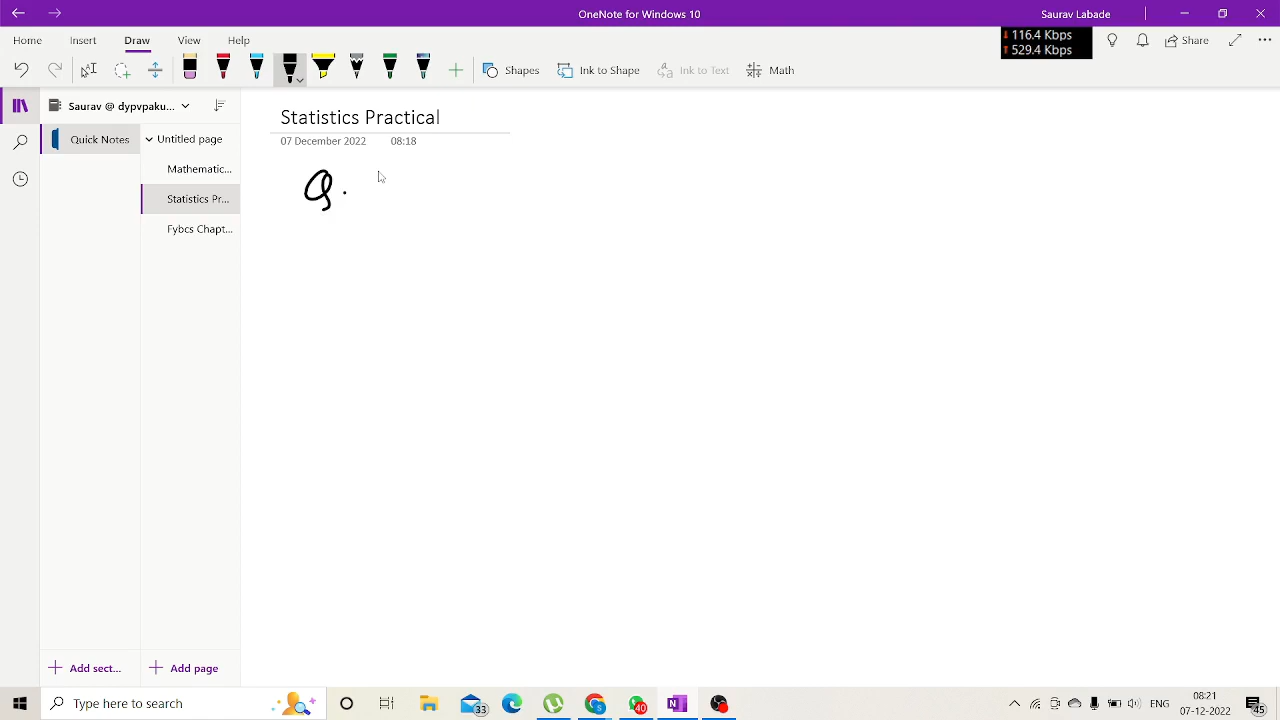 OneNote for Windows 10
Saurav Labade
116.4 Kbps
529.4 Kbps
Home Insert Draw View Help
Share
Shapes Ink to Shape Ink to Text Math
Saurav @ dypvpaku...
Quick Notes
Untitled page
Mathematic...
Statistics Pr...
Fybcs Chapt...
Statistics Practical
07 December 2022 08:18
Q.
Add sect...
Add page
Type here to search
33
40
ENG
08:21
07-12-2022
45